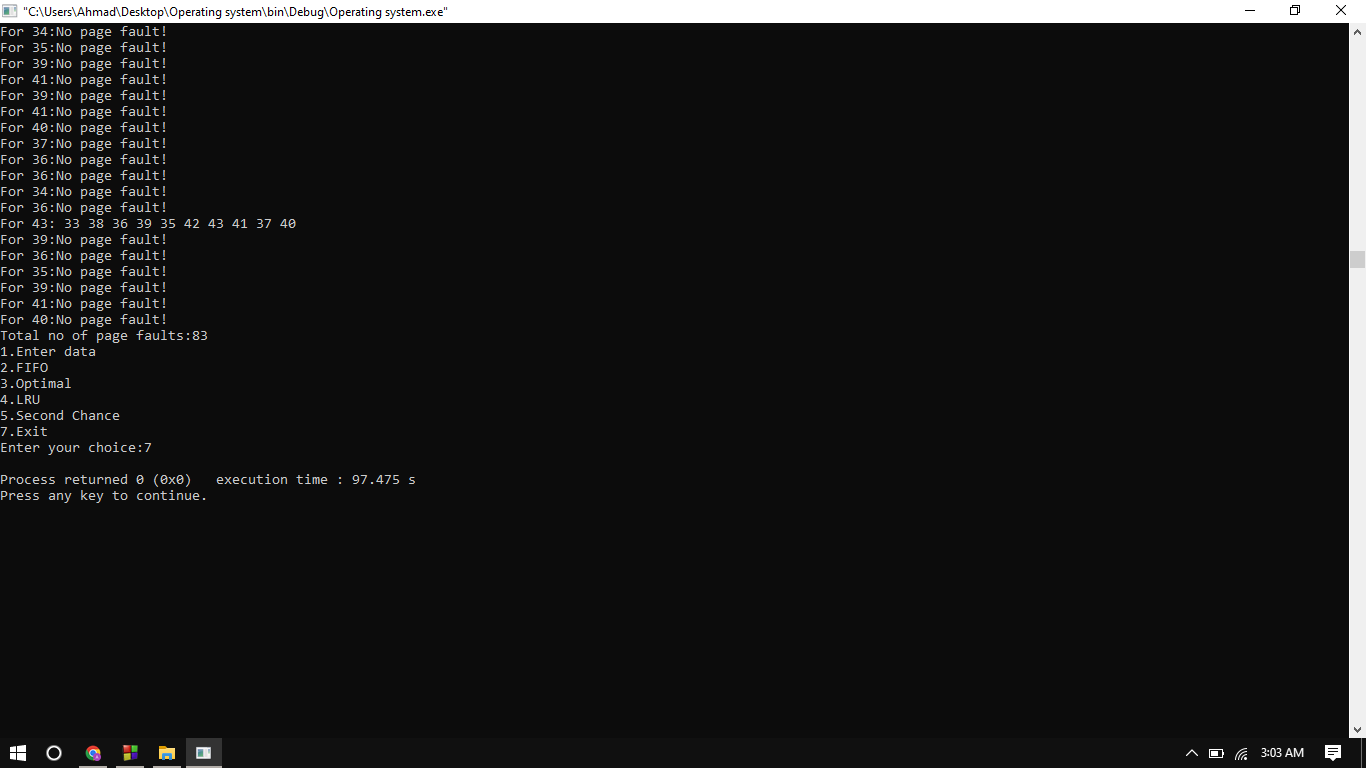 "C:\Users\Ahmad\Desktop\Operating system\bin\Debug\Operating system.exe"
For 34:No page fault!
For 35:No page fault!
For 39:No page fault!
For 41:No page fault!
For 39:No page fault!
For 41:No page fault!
For 40:No page fault!
For 37:No page fault!
For 36:No page fault!
For 36:No page fault!
For 34:No page fault!
For 36:No page fault!
For 43: 33 38 36 39 35 42 43 41 37 40
For 39:No page fault!
For 36:No page fault!
For 35:No page fault!
For 39:No page fault!
For 41:No page fault!
For 40:No page fault!
Total no of page faults:83
1.Enter data
2.FIFO
3.Optimal
4.LRU
5.Second Chance
7.Exit
Enter your choice:7
Process returned 0 (0x0)   execution time : 97.475 s
Press any key to continue.
3:03 AM